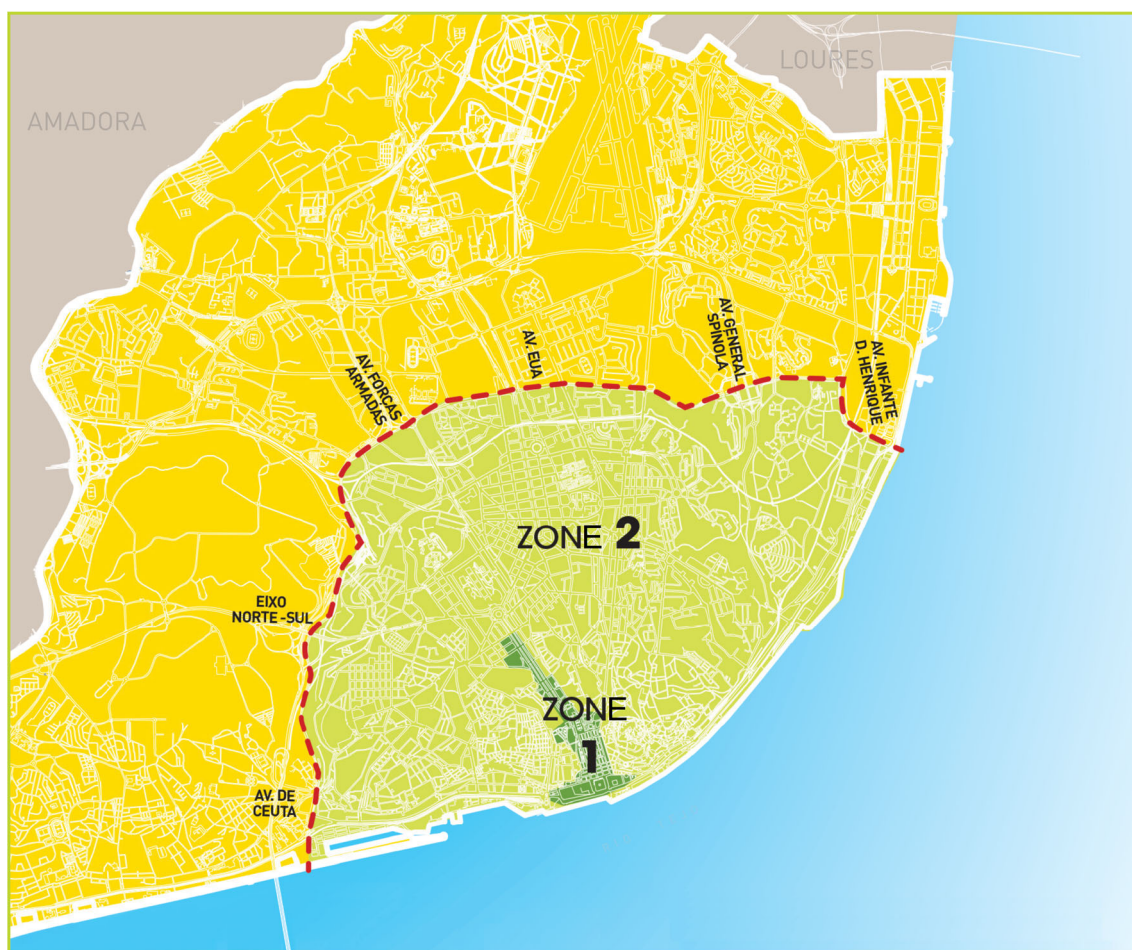 LOURES
AMADORA
AV. GENERAL
SPINOLA
AV. EUA
AV. INFANTE
D. HENRIQUE
AV. FORÇAS
ARMADAS
ZONE 2
EIXO
NORTE-SUL
ZONE
1
AV. DE
CEUTA